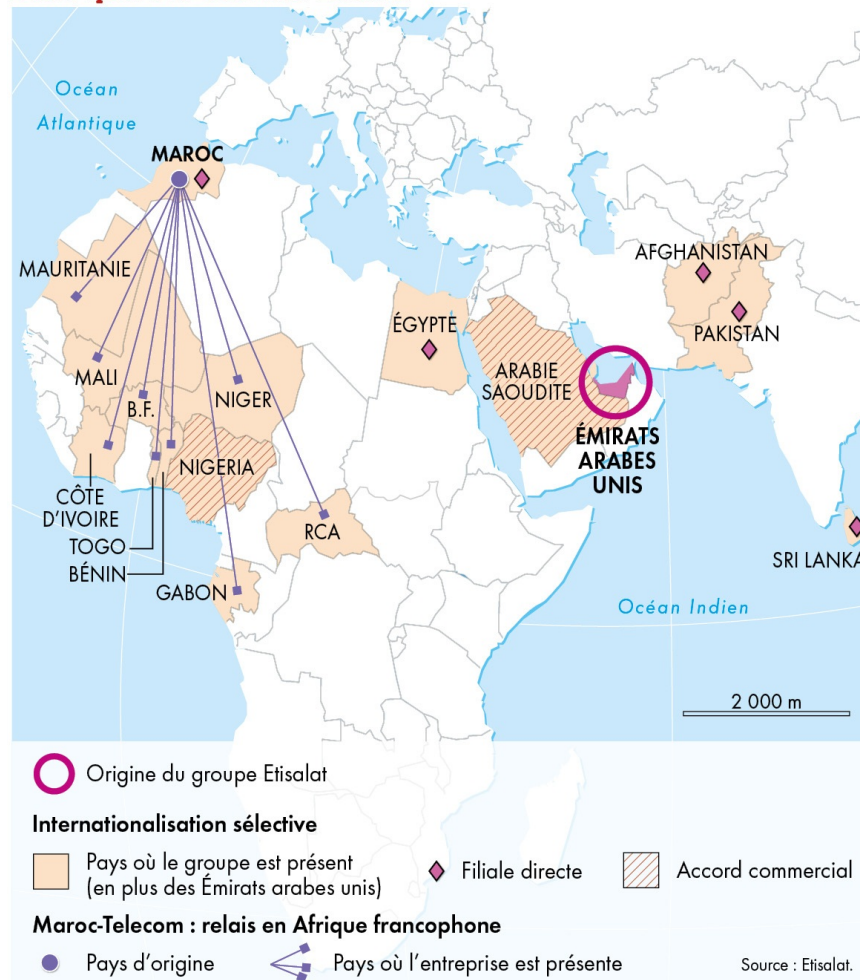 Océan
Atlantique
MAROC
MAURITANIE
MALI
B.F.
NIGER
NIGERIA
CÔTE
D'IVOIRE
TOGO
BÉNIN
GABON
RCA
ÉGYPTE
ARABIE
SAOUDITE
ÉMIRATS
ARABES
UNIS
AFGHANISTAN
PAKISTAN
SRI LANKA
Océan Indien
2 000 m
Origine du groupe Etisalat
Internationalisation sélective
Pays où le groupe est présent
(en plus des Émirats arabes unis)
Filiale directe
Accord commercial
Maroc-Telecom : relais en Afrique francophone
Pays d'origine
Pays où l'entreprise est présente
Source : Etisalat.